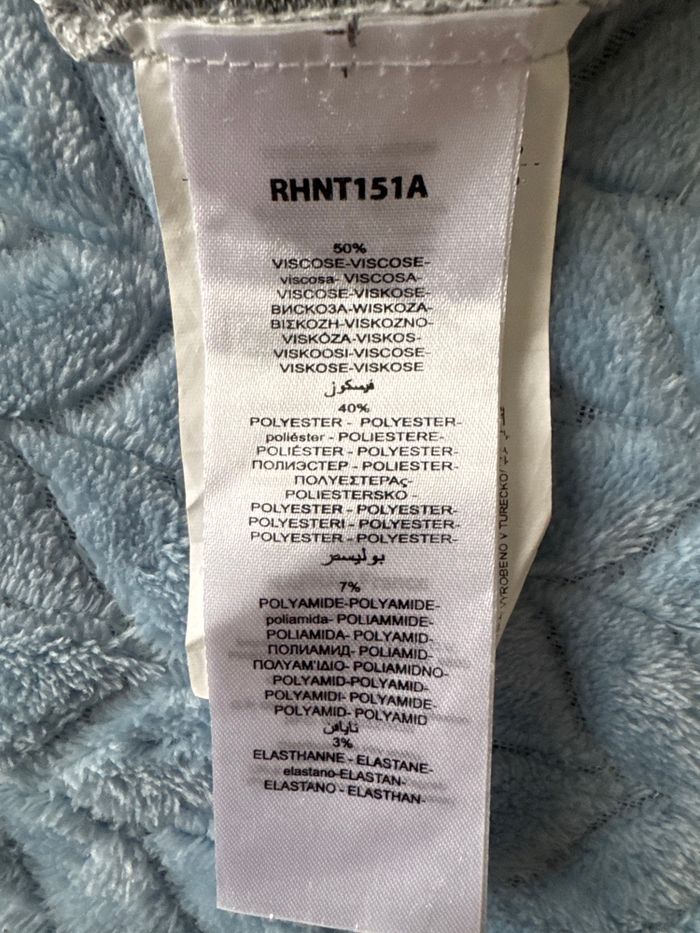 RHNT151A
50%
VISCOSE-VISCOSE-
viscosa- VISCOSA-
VISCOSE-VISKOSE-
ВИСКОЗА-WISKOZA-
ΒΙΣΚΟΖΗ-VISKOZNO-
VISKÓZA-VISKOS-
VISKOOSI-VISCOSE-
VISKOSE-VISKOSE
فيسكوز
40%
POLYESTER - POLYESTER-
poliéster - POLIESTERE-
POLIÉSTER - POLYESTER-
ПОЛИЭСТЕР - POLIESTER-
ΠΟΛΥΕΣΤΕΡΑς-
POLIESTERSKO -
POLYESTER - POLYESTER-
POLYESTERI - POLYESTER-
POLYESTER - POLYESTER-
بوليستر
7%
POLYAMIDE-POLYAMIDE-
poliamida- POLIAMMIDE-
POLIAMIDA- POLYAMID-
ПОЛИАМИД- POLIAMID-
ΠΟΛΥΑΜΊΔΙΟ- POLIAMIDNO-
POLYAMID-POLYAMID-
POLYAMIDI- POLYAMIDE-
POLYAMID- POLYAMID
نايلفن
3%
ELASTHANNE - ELASTANE-
elastano-ELASTAN-
ELASTANO - ELASTHAN-
VYROBENO V TURECKO/